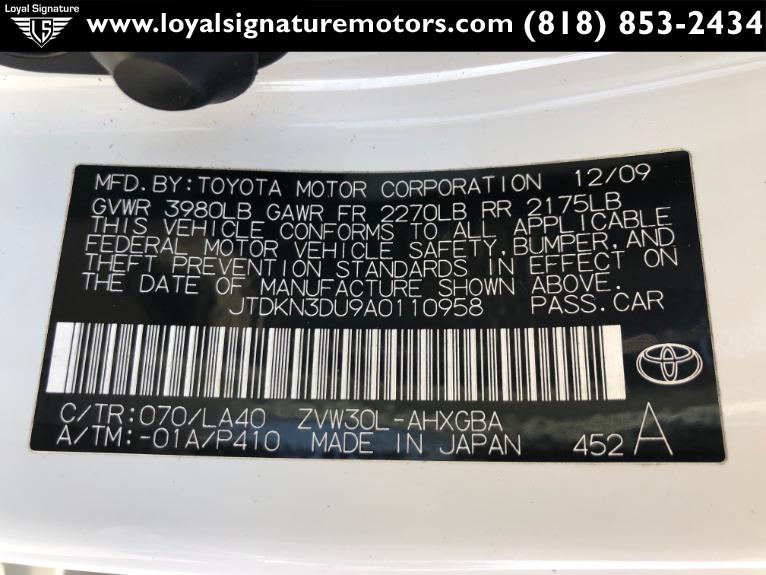 Loyal Signature
LS
www.loyalsignaturemotors.com (818) 853-2434
MFD.BY:TOYOTA MOTOR CORPORATION 12/09
GVWR 3980LB GAWR FR 2270LB RR 2175LB
THIS VEHICLE CONFORMS TO ALL APPLICABLE
FEDERAL MOTOR VEHICLE SAFETY,BUMPER,AND
THEFT PREVENTION STANDARDS IN EFFECT ON
THE DATE OF MANUFACTURE SHOWN ABOVE.
JTDKN3DU9A0110958 PASS.CAR
C/TR:070/LA40 ZVW30L-AHXGBA
A/TM:-01A/P410 MADE IN JAPAN 452 A